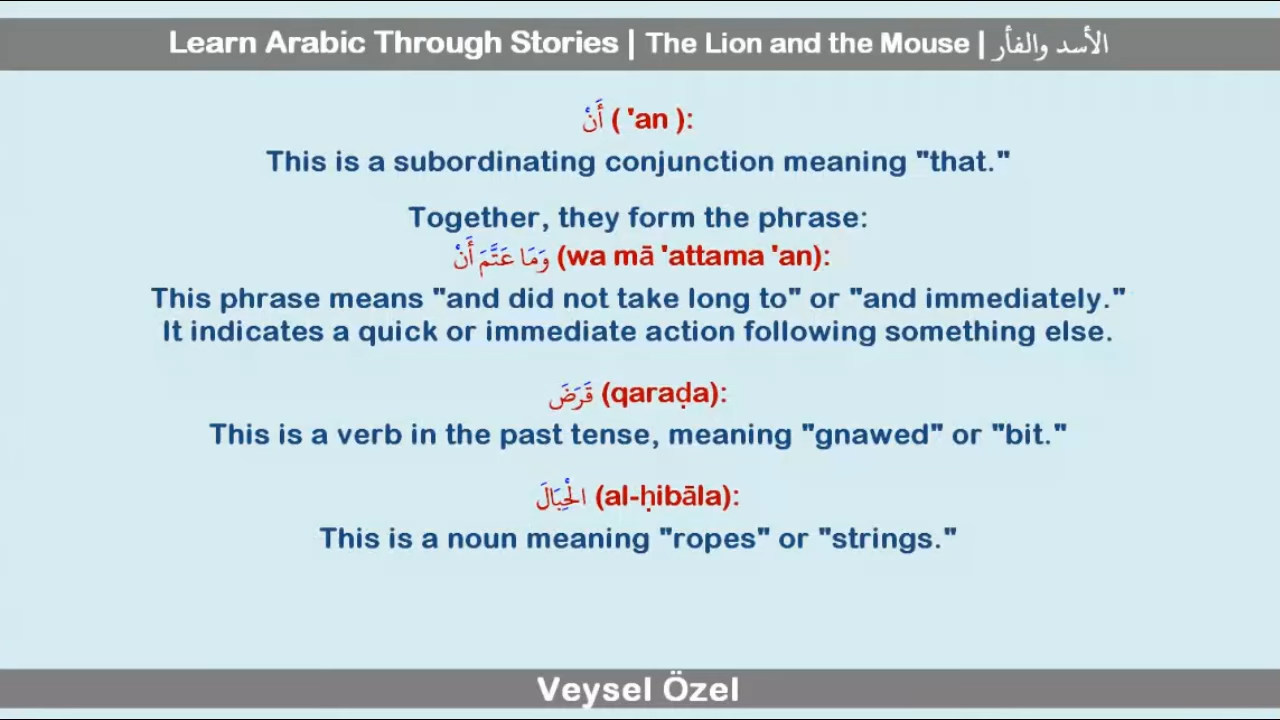 Learn Arabic Through Stories | The Lion and the Mouse | الأسد والفأر
أَنْ ( 'an ):
This is a subordinating conjunction meaning "that."
Together, they form the phrase:
وَمَا عَتَّمَ أَنْ (wa mā 'attama 'an):
This phrase means "and did not take long to" or "and immediately."
It indicates a quick or immediate action following something else.
قَرَضَ (qaraḍa):
This is a verb in the past tense, meaning "gnawed" or "bit."
الْحِبَالَ (al-ḥibāla):
This is a noun meaning "ropes" or "strings."
Veysel Özel